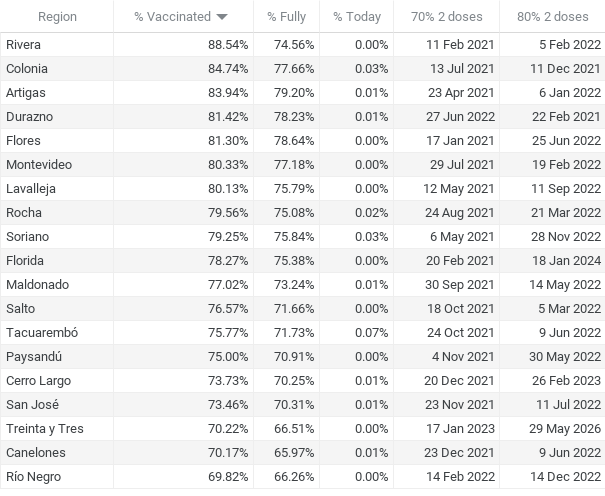 Region % Vaccinated % Fully % Today 70% 2 doses 80% 2 doses
Rivera 88.54% 74.56% 0.00% 11 Feb 2021 5 Feb 2022
Colonia 84.74% 77.66% 0.03% 13 Jul 2021 11 Dec 2021
Artigas 83.94% 79.20% 0.01% 23 Apr 2021 6 Jan 2022
Durazno 81.42% 78.23% 0.01% 27 Jun 2022 22 Feb 2021
Flores 81.30% 78.64% 0.00% 17 Jan 2021 25 Jun 2022
Montevideo 80.33% 77.18% 0.00% 29 Jul 2021 19 Feb 2022
Lavalleja 80.13% 75.79% 0.00% 12 May 2021 11 Sep 2022
Rocha 79.56% 75.08% 0.02% 24 Aug 2021 21 Mar 2022
Soriano 79.25% 75.84% 0.03% 6 May 2021 28 Nov 2022
Florida 78.27% 75.38% 0.00% 20 Feb 2021 18 Jan 2024
Maldonado 77.02% 73.24% 0.01% 30 Sep 2021 14 May 2022
Salto 76.57% 71.66% 0.00% 18 Oct 2021 5 Mar 2022
Tacuarembó 75.77% 71.73% 0.07% 24 Oct 2021 9 Jun 2022
Paysandú 75.00% 70.91% 0.00% 4 Nov 2021 30 May 2022
Cerro Largo 73.73% 70.25% 0.01% 20 Dec 2021 26 Feb 2023
San José 73.46% 70.31% 0.01% 23 Nov 2021 11 Jul 2022
Treinta y Tres 70.22% 66.51% 0.00% 17 Jan 2023 29 May 2026
Canelones 70.17% 65.97% 0.01% 23 Dec 2021 9 Jun 2022
Río Negro 69.82% 66.26% 0.00% 14 Feb 2022 14 Dec 2022